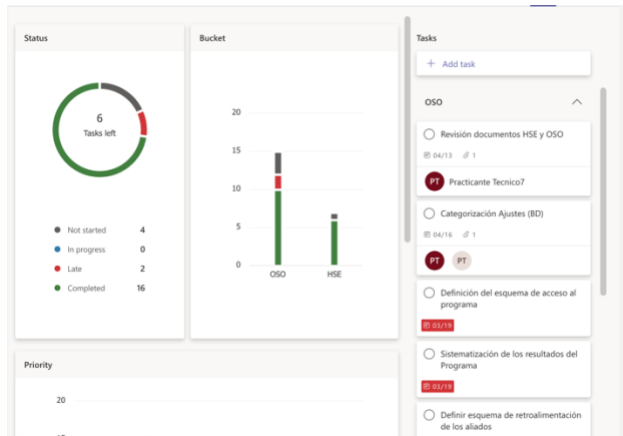 Status
6
Tasks left
Not started 4
In progress 0
Late 2
Completed 16
Bucket
20
15
10
5
0
OSO HSE
Priority
20
Tasks
+ Add task
OSO
Revisión documentos HSE y OSO
04/13 1
PT Practicante Tecnico7
Categorización Ajustes (BD)
04/16 1
PT PT
Definición del esquema de acceso al
programa
03/19
Sistematización de los resultados del
Programa
03/19
Definir esquema de retroalimentación
de los aliados